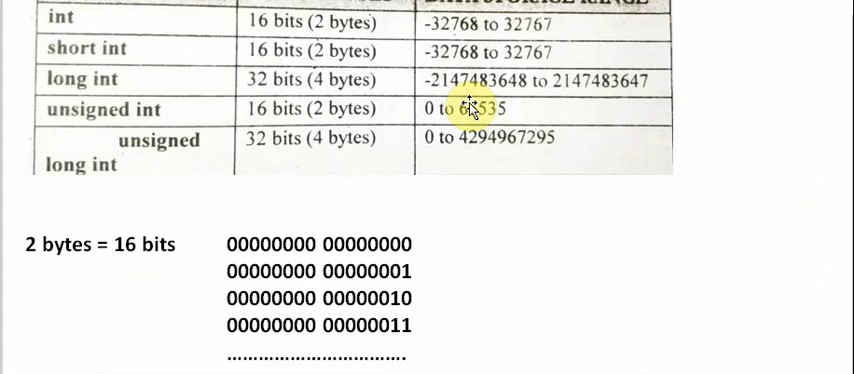 int 16 bits (2 bytes) -32768 to 32767
short int 16 bits (2 bytes) -32768 to 32767
long int 32 bits (4 bytes) -2147483648 to 2147483647
unsigned int 16 bits (2 bytes) 0 to 65535
unsigned 32 bits (4 bytes) 0 to 4294967295
long int
2 bytes = 16 bits 00000000 00000000
00000000 00000001
00000000 00000010
00000000 00000011
.................................